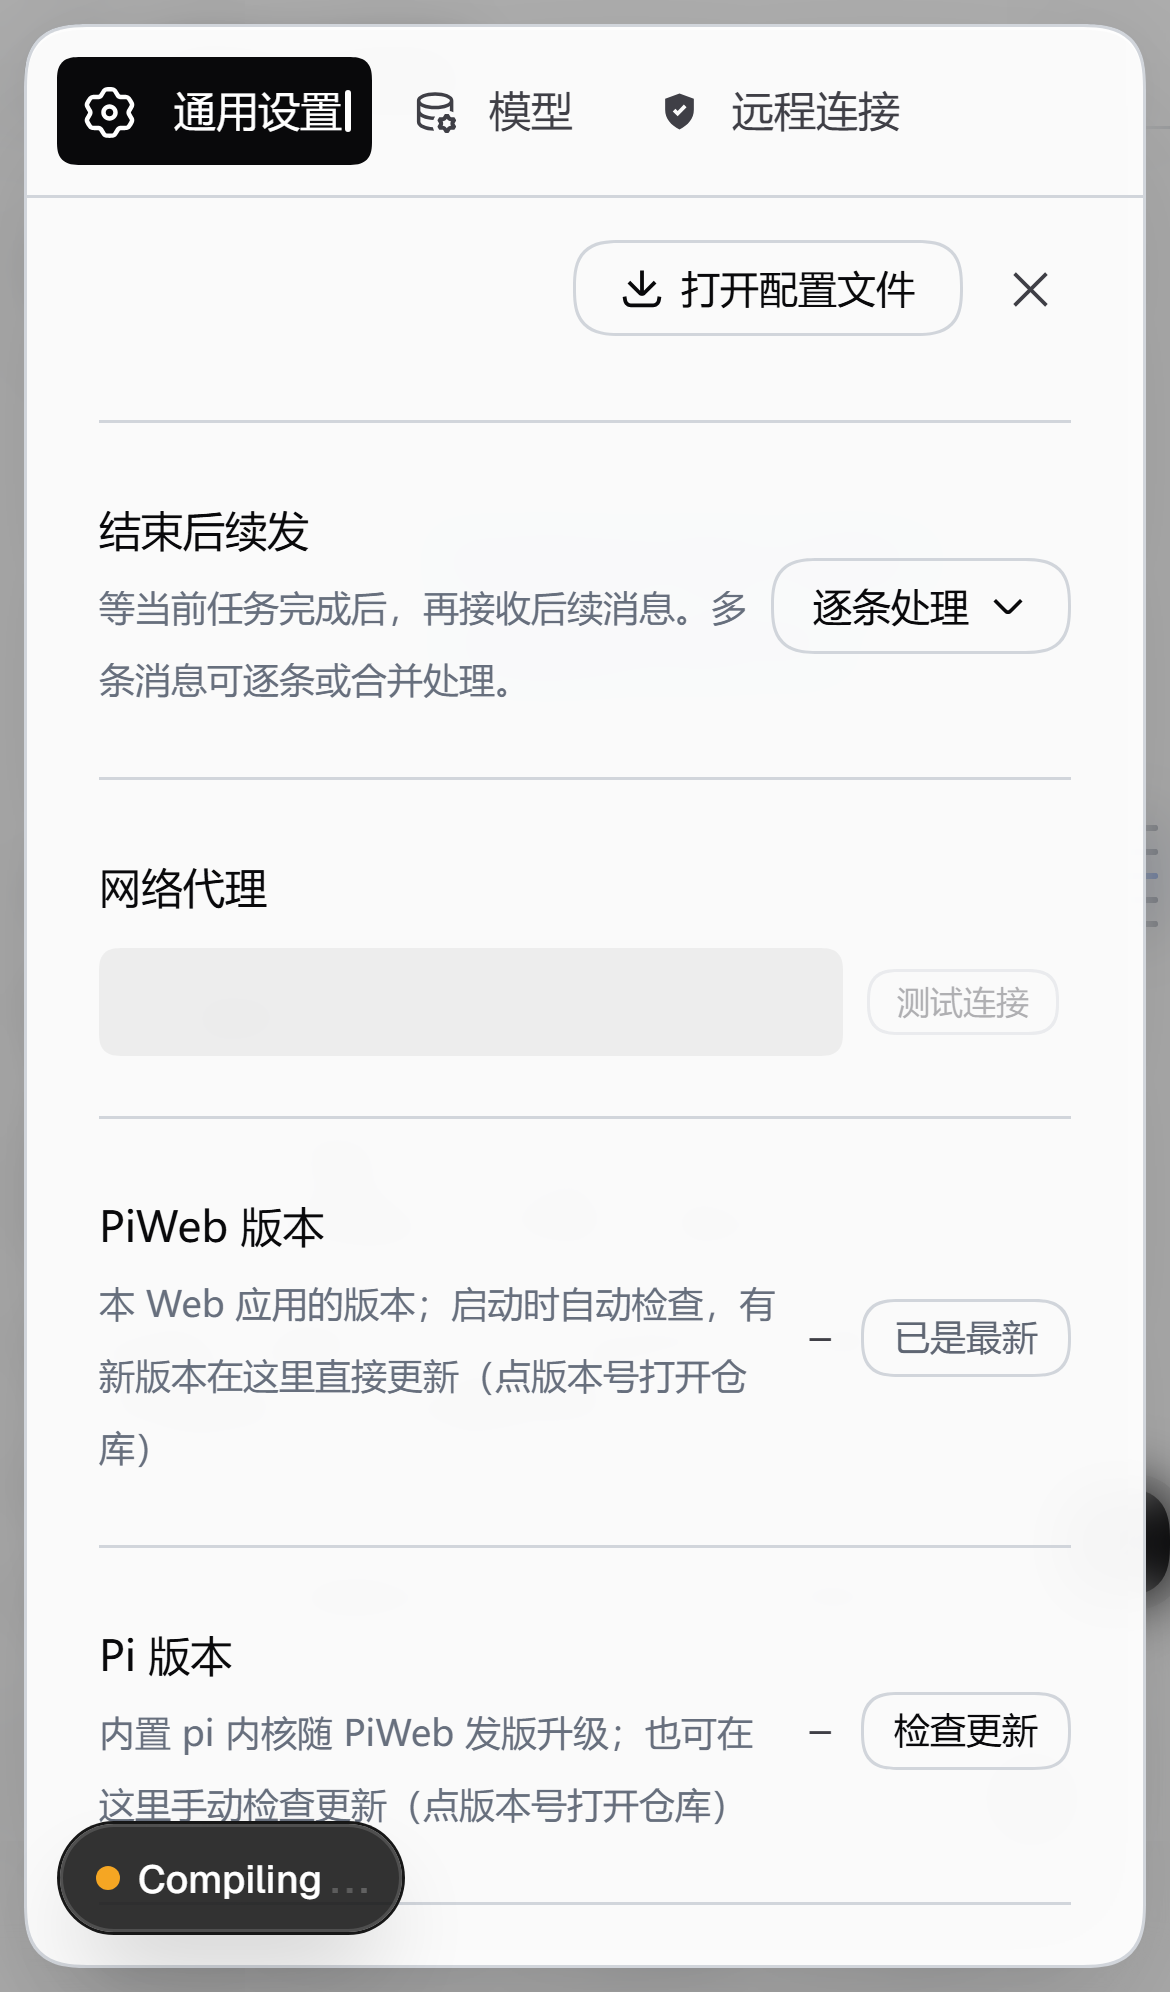 通用设置
模型
远程连接
打开配置文件
结束后续发
等当前任务完成后，再接收后续消息。多
条消息可逐条或合并处理。
逐条处理
网络代理
测试连接
PiWeb 版本
本 Web 应用的版本；启动时自动检查，有
新版本在这里直接更新（点版本号打开仓
库）
–
已是最新
Pi 版本
内置 pi 内核随 PiWeb 发版升级；也可在
这里手动检查更新（点版本号打开仓库）
–
检查更新
Compiling ...